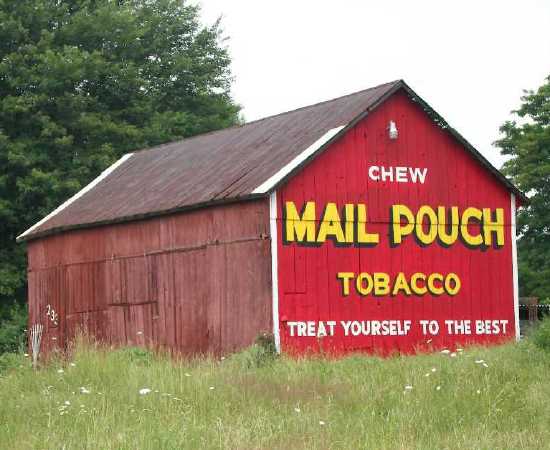 CHEW
MAIL POUCH
TOBACCO
TREAT YOURSELF TO THE BEST